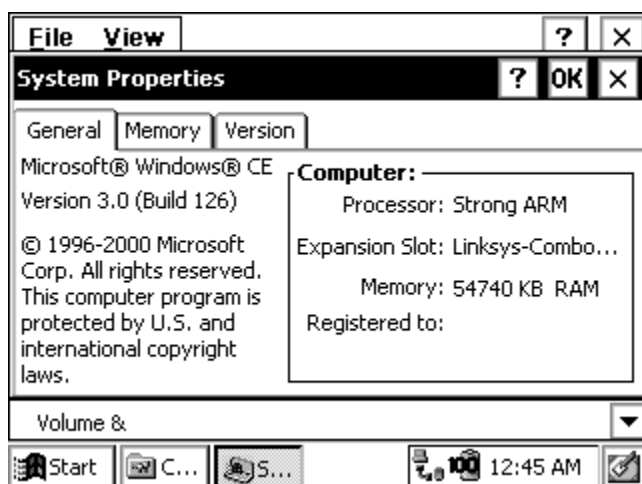 File View ? ×
System Properties ? OK ×
General Memory Version
Microsoft® Windows® CE
Version 3.0 (Build 126)
© 1996-2000 Microsoft
Corp. All rights reserved.
This computer program is
protected by U.S. and
international copyright
laws.
Computer:
Processor: Strong ARM
Expansion Slot: Linksys-Combo...
Memory: 54740 KB RAM
Registered to:
Volume &
Start C... S... 100 12:45 AM